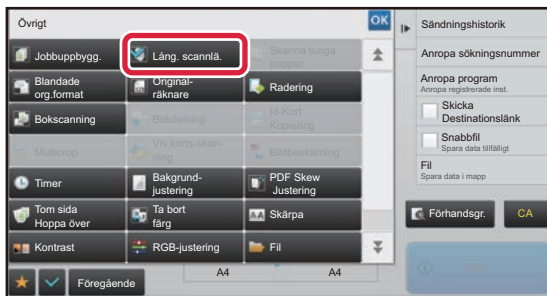 Övrigt
OK
Jobbuppbygg.
Lång. scannlä.
Skanna tunga
papper
Blandade
org.format
Original-
räknare
Radering
Bokscanning
Bokdelning
Id-Kort
Kopiering
Multicrop
Vis.korts-skan-
ning
Bildbeskärning
Timer
Bakgrund-
justering
PDF Skew
Justering
Tom sida
Hoppa över
Ta bort
färg
Skärpa
Kontrast
RGB-justering
Fil
Föregående
A4
A4
Sändningshistorik
Anropa sökningsnummer
Anropa program
Anropa registrerade inst.
Skicka
Destinationslänk
Snabbfil
Spara data tillfälligt
Fil
Spara data i mapp
Förhandsgr.
CA